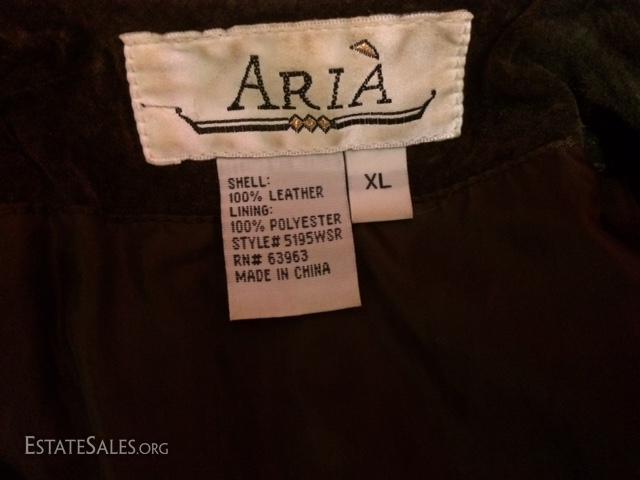 ARIÀ
XL
SHELL:
100% LEATHER
LINING:
100% POLYESTER
STYLE# 5195WSR
RN# 63963
MADE IN CHINA
ESTATESALES.ORG